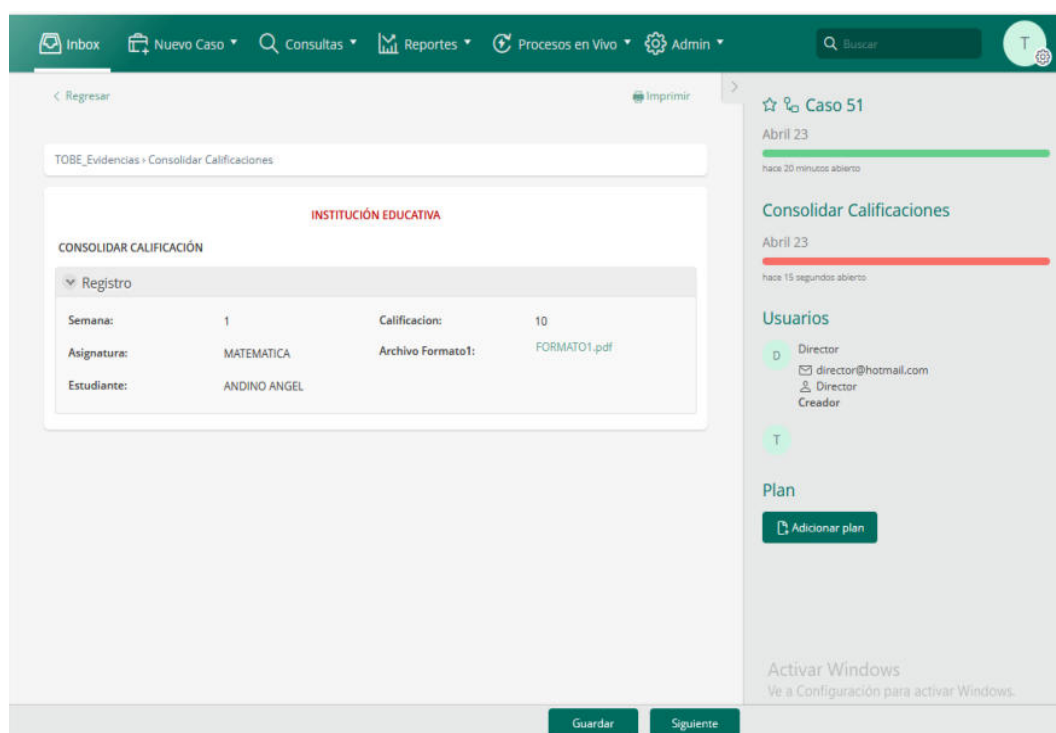 Inbox Nuevo Caso Consultas Reportes Procesos en Vivo Admin Buscar T
Regresar Imprimir
TOBE_Evidencias › Consolidar Calificaciones
INSTITUCIÓN EDUCATIVA
CONSOLIDAR CALIFICACIÓN
Registro
Semana: 1 Calificacion: 10
Asignatura: MATEMATICA Archivo Formato1: FORMATO1.pdf
Estudiante: ANDINO ANGEL
Caso 51
Abril 23
hace 20 minutos abierto
Consolidar Calificaciones
Abril 23
hace 15 segundos abierto
Usuarios
D Director
director@hotmail.com
Director
Creador
T
Plan
Adicionar plan
Activar Windows
Ve a Configuración para activar Windows.
Guardar Siguiente